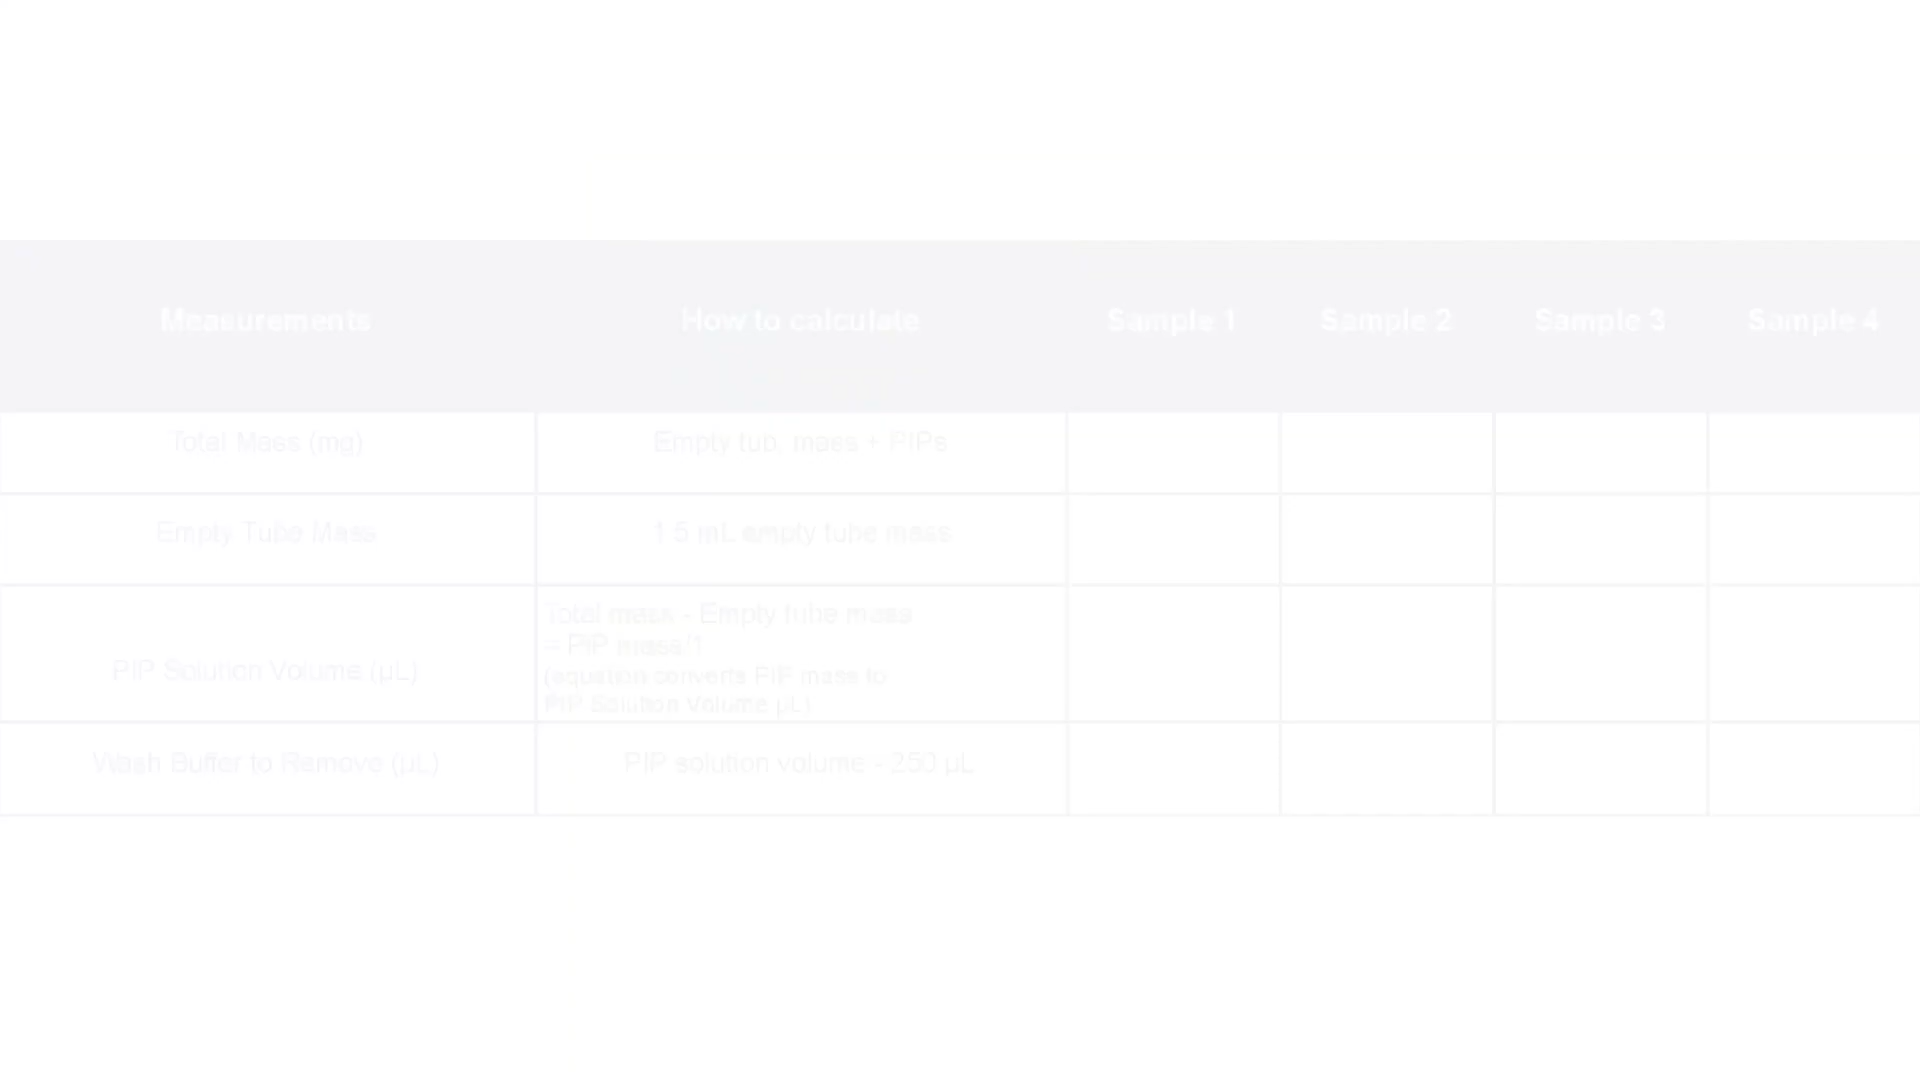 Measurements How to calculate Sample 1 Sample 2 Sample 3 Sample 4
Total Mass (mg) Empty tub, mass + PIPs
Empty Tube Mass 1.5 mL empty tube mass
Total mass - Empty tube mass
= PIP mass/1
PIP Solution Volume (µL) (equation converts PIP mass to
PIP Solution Volume µL)
Wash Buffer to Remove (µL) PIP solution volume - 250 µL